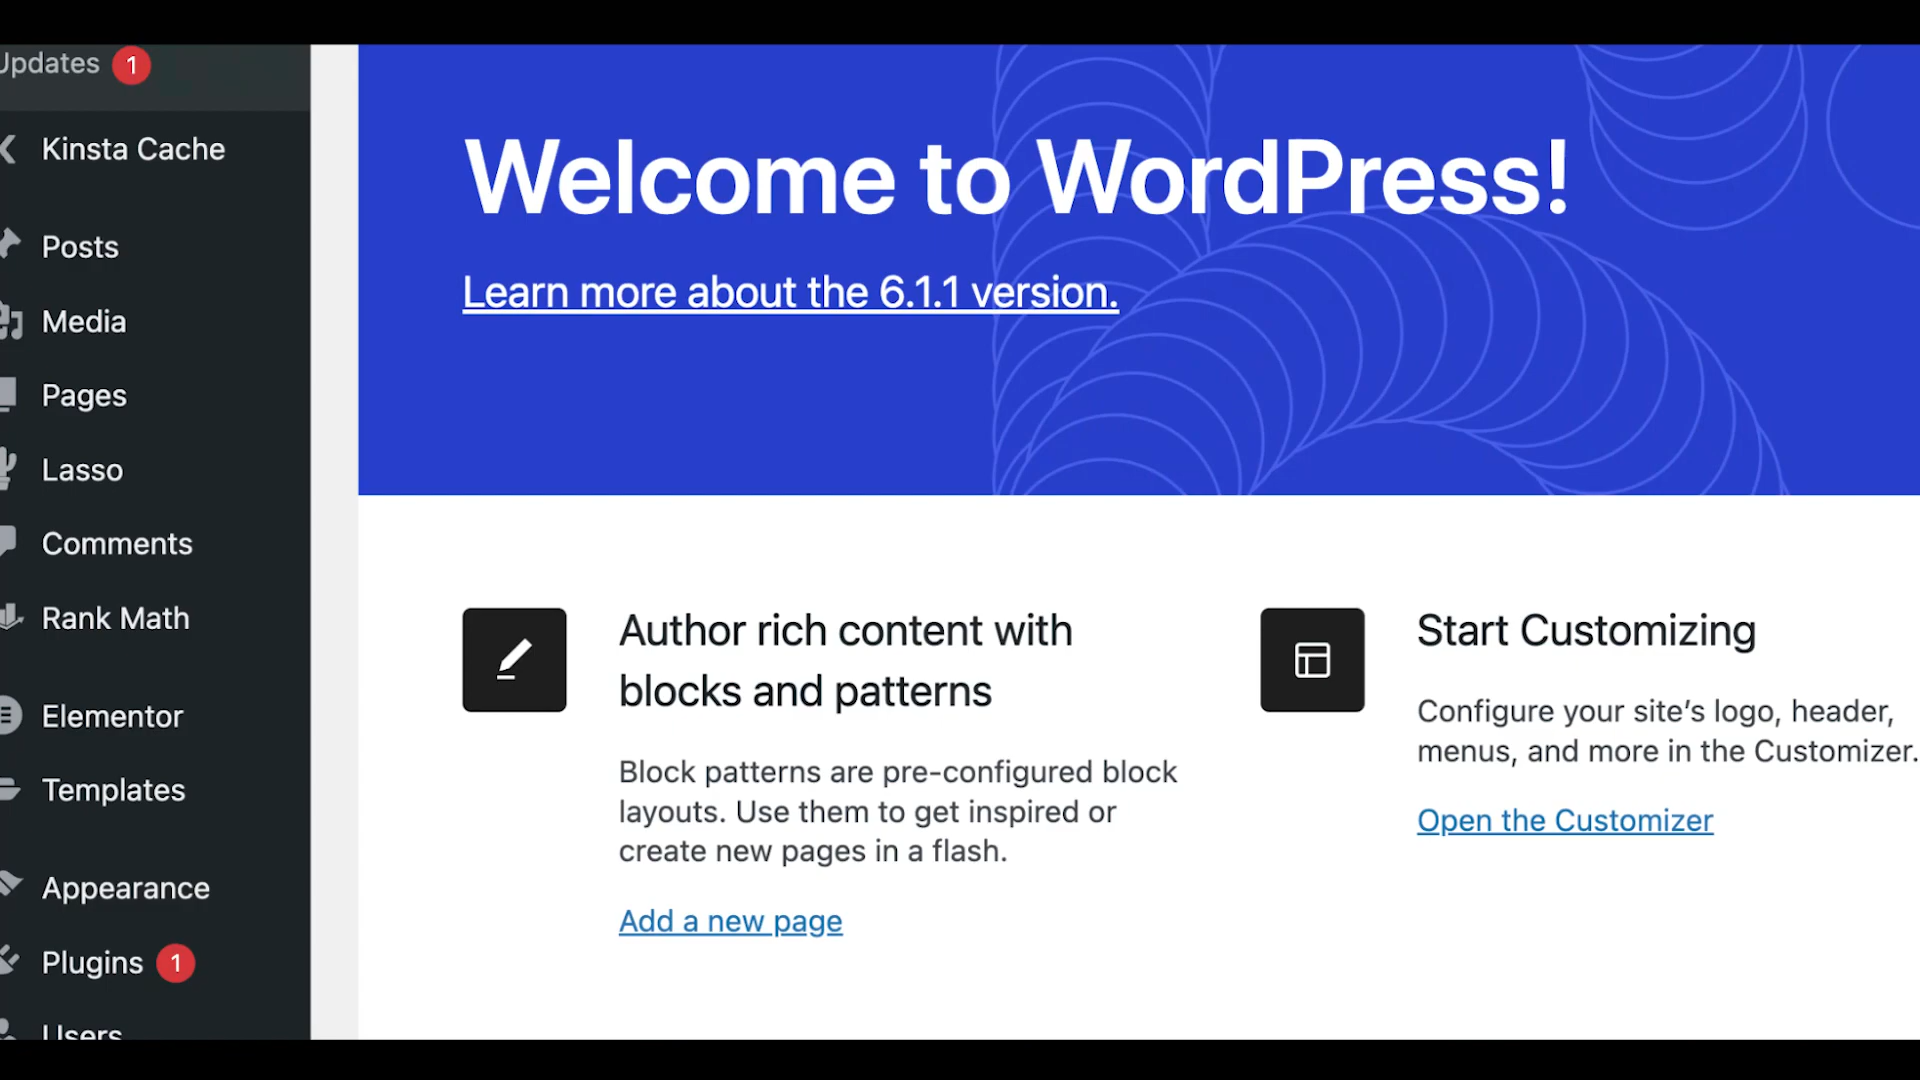 Updates 1
Kinsta Cache
Posts
Media
Pages
Lasso
Comments
Rank Math
Elementor
Templates
Appearance
Plugins 1
Users
Welcome to WordPress!
Learn more about the 6.1.1 version.
Author rich content with
blocks and patterns
Block patterns are pre-configured block
layouts. Use them to get inspired or
create new pages in a flash.
Add a new page
Start Customizing
Configure your site’s logo, header,
menus, and more in the Customizer.
Open the Customizer